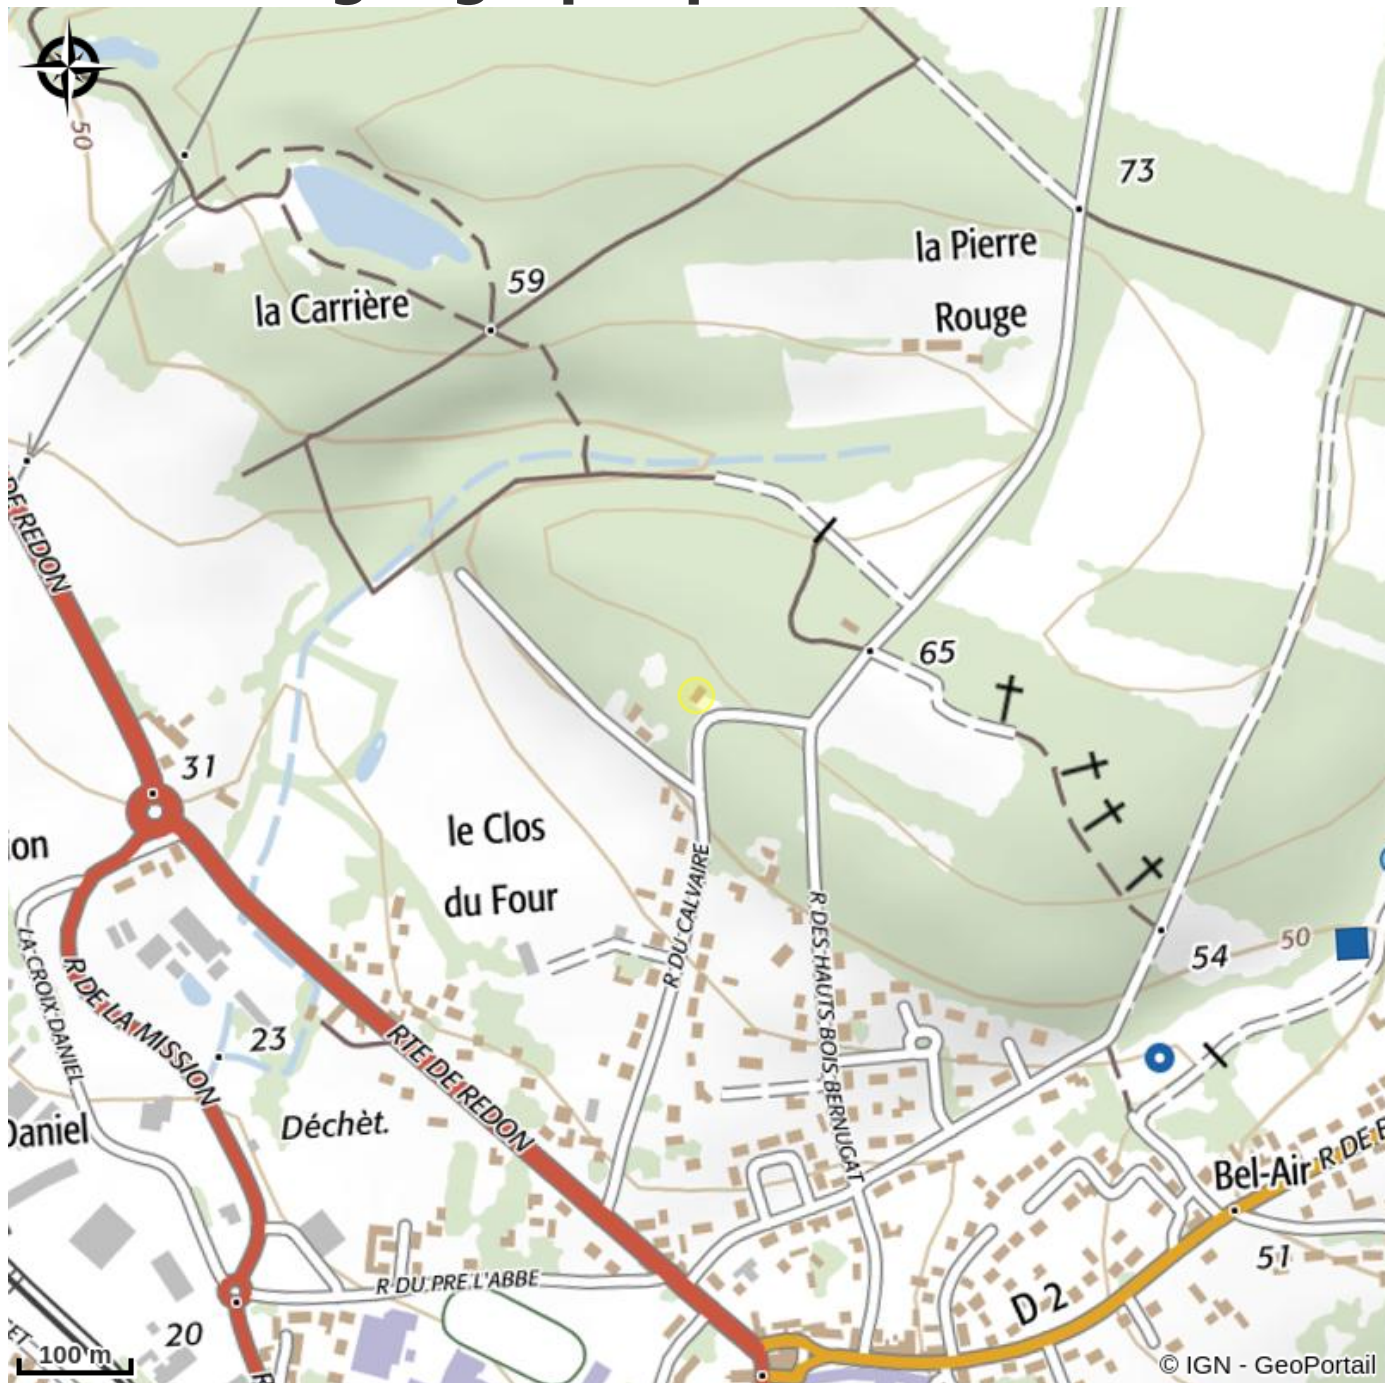 50
73
la Pierre
Rouge
59
la Carrière
DE REDON
65
31
le Clos
du Four
on
R DU CALVAIRE
R DES HAUTS BOIS BERNUGAT
LA CROIX DANIEL
R DE LA MISSION
50
54
23
RTE DE REDON
Daniel
Déchèt.
Bel-Air
R DE B
51
R DU PRE L'ABBE
D 2
20
ET
R
100 m
© IGN - GeoPortail